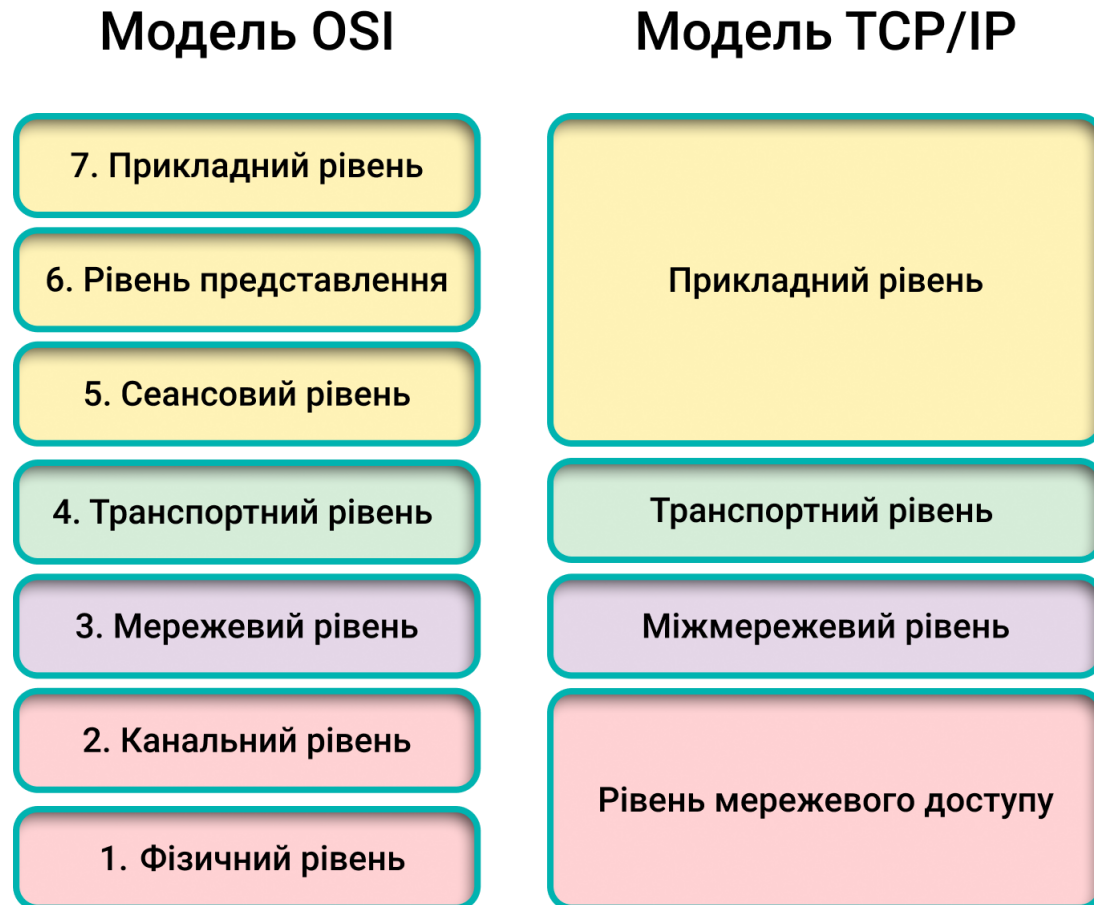 Модель OSI
7. Прикладний рівень
6. Рівень представлення
5. Сеансовий рівень
4. Транспортний рівень
3. Мережевий рівень
2. Канальний рівень
1. Фізичний рівень
Модель TCP/IP
Прикладний рівень
Транспортний рівень
Міжмережевий рівень
Рівень мережевого доступу